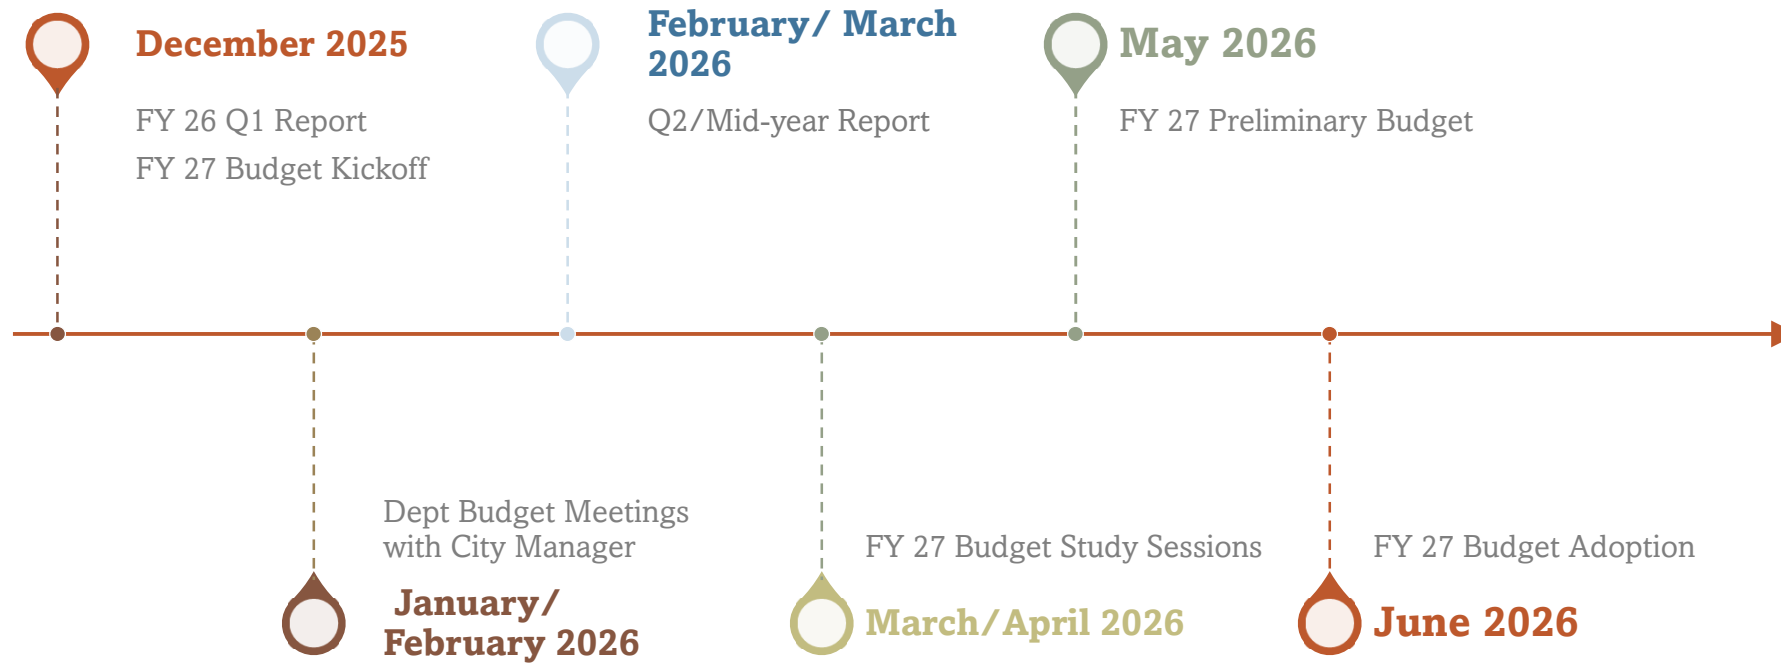 December 2025
FY 26 Q1 Report
FY 27 Budget Kickoff
February/ March
2026
Q2/Mid-year Report
May 2026
FY 27 Preliminary Budget
Dept Budget Meetings
with City Manager
January/
February 2026
FY 27 Budget Study Sessions
March/April 2026
FY 27 Budget Adoption
June 2026